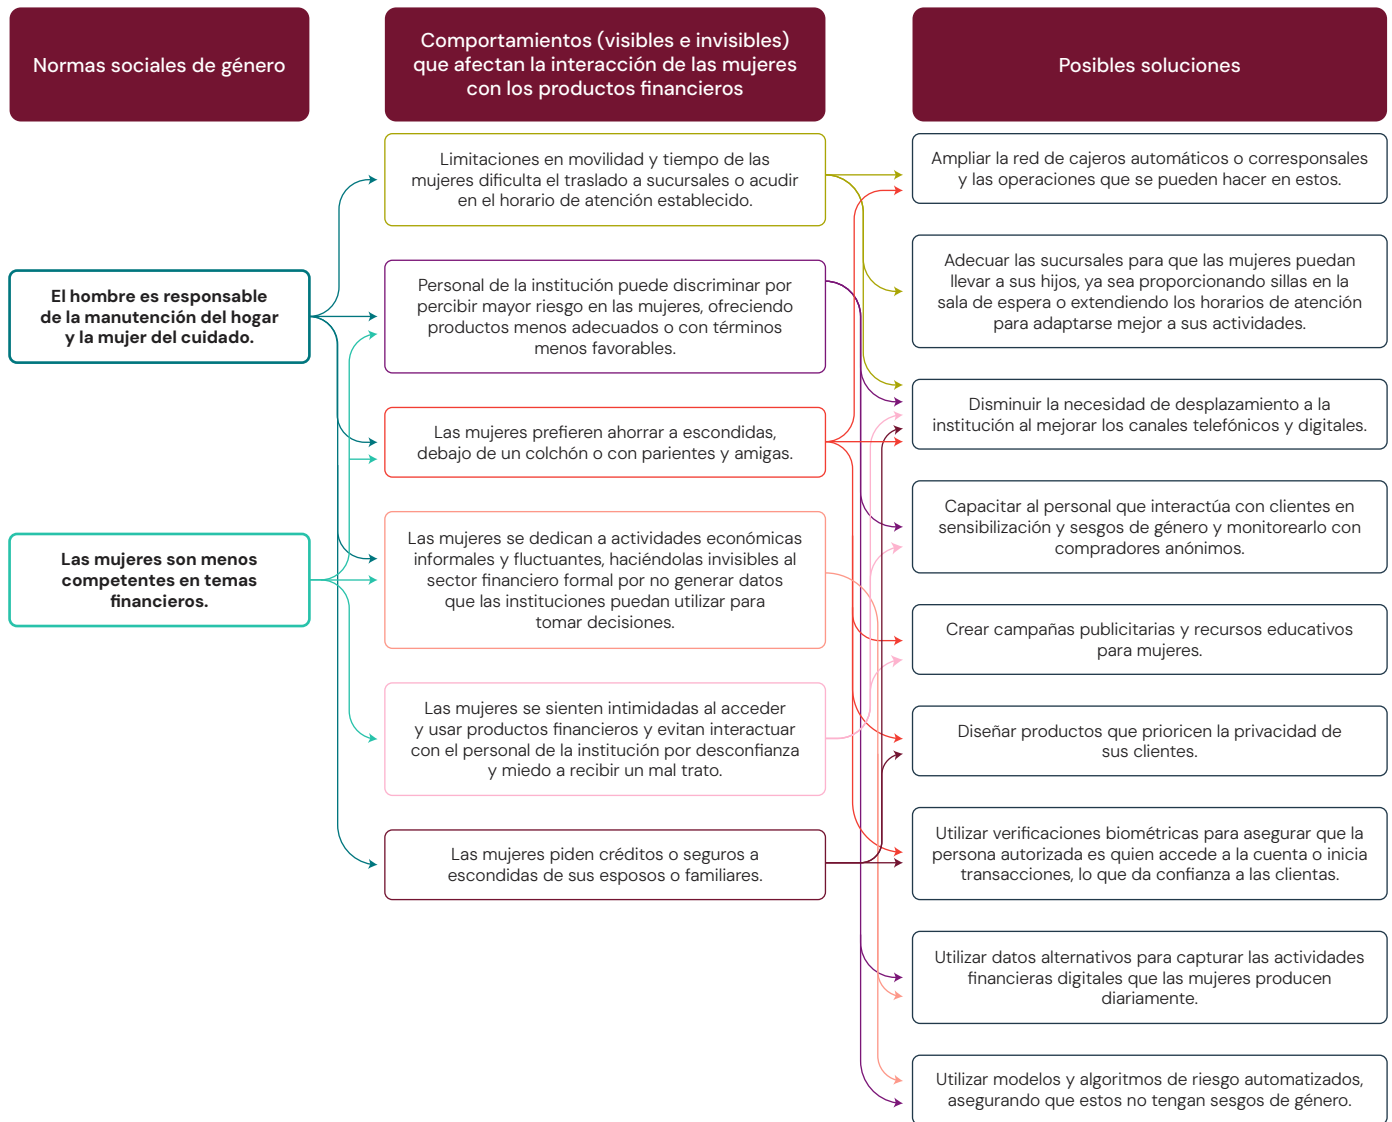 Normas sociales de género
Comportamientos (visibles e invisibles)
que afectan la interacción de las mujeres
con los productos financieros
Posibles soluciones
El hombre es responsable
de la manutención del hogar
y la mujer del cuidado.
Las mujeres son menos
competentes en temas
financieros.
Limitaciones en movilidad y tiempo de las
mujeres dificulta el traslado a sucursales o acudir
en el horario de atención establecido.
Personal de la institución puede discriminar por
percibir mayor riesgo en las mujeres, ofreciendo
productos menos adecuados o con términos
menos favorables.
Las mujeres prefieren ahorrar a escondidas,
debajo de un colchón o con parientes y amigas.
Las mujeres se dedican a actividades económicas
informales y fluctuantes, haciéndolas invisibles al
sector financiero formal por no generar datos
que las instituciones puedan utilizar para
tomar decisiones.
Las mujeres se sienten intimidadas al acceder
y usar productos financieros y evitan interactuar
con el personal de la institución por desconfianza
y miedo a recibir un mal trato.
Las mujeres piden créditos o seguros a
escondidas de sus esposos o familiares.
Ampliar la red de cajeros automáticos o corresponsales
y las operaciones que se pueden hacer en estos.
Adecuar las sucursales para que las mujeres puedan
llevar a sus hijos, ya sea proporcionando sillas en la
sala de espera o extendiendo los horarios de atención
para adaptarse mejor a sus actividades.
Disminuir la necesidad de desplazamiento a la
institución al mejorar los canales telefónicos y digitales.
Capacitar al personal que interactúa con clientes en
sensibilización y sesgos de género y monitorearlo con
compradores anónimos.
Crear campañas publicitarias y recursos educativos
para mujeres.
Diseñar productos que prioricen la privacidad de
sus clientes.
Utilizar verificaciones biométricas para asegurar que la
persona autorizada es quien accede a la cuenta o inicia
transacciones, lo que da confianza a las clientas.
Utilizar datos alternativos para capturar las actividades
financieras digitales que las mujeres producen
diariamente.
Utilizar modelos y algoritmos de riesgo automatizados,
asegurando que estos no tengan sesgos de género.